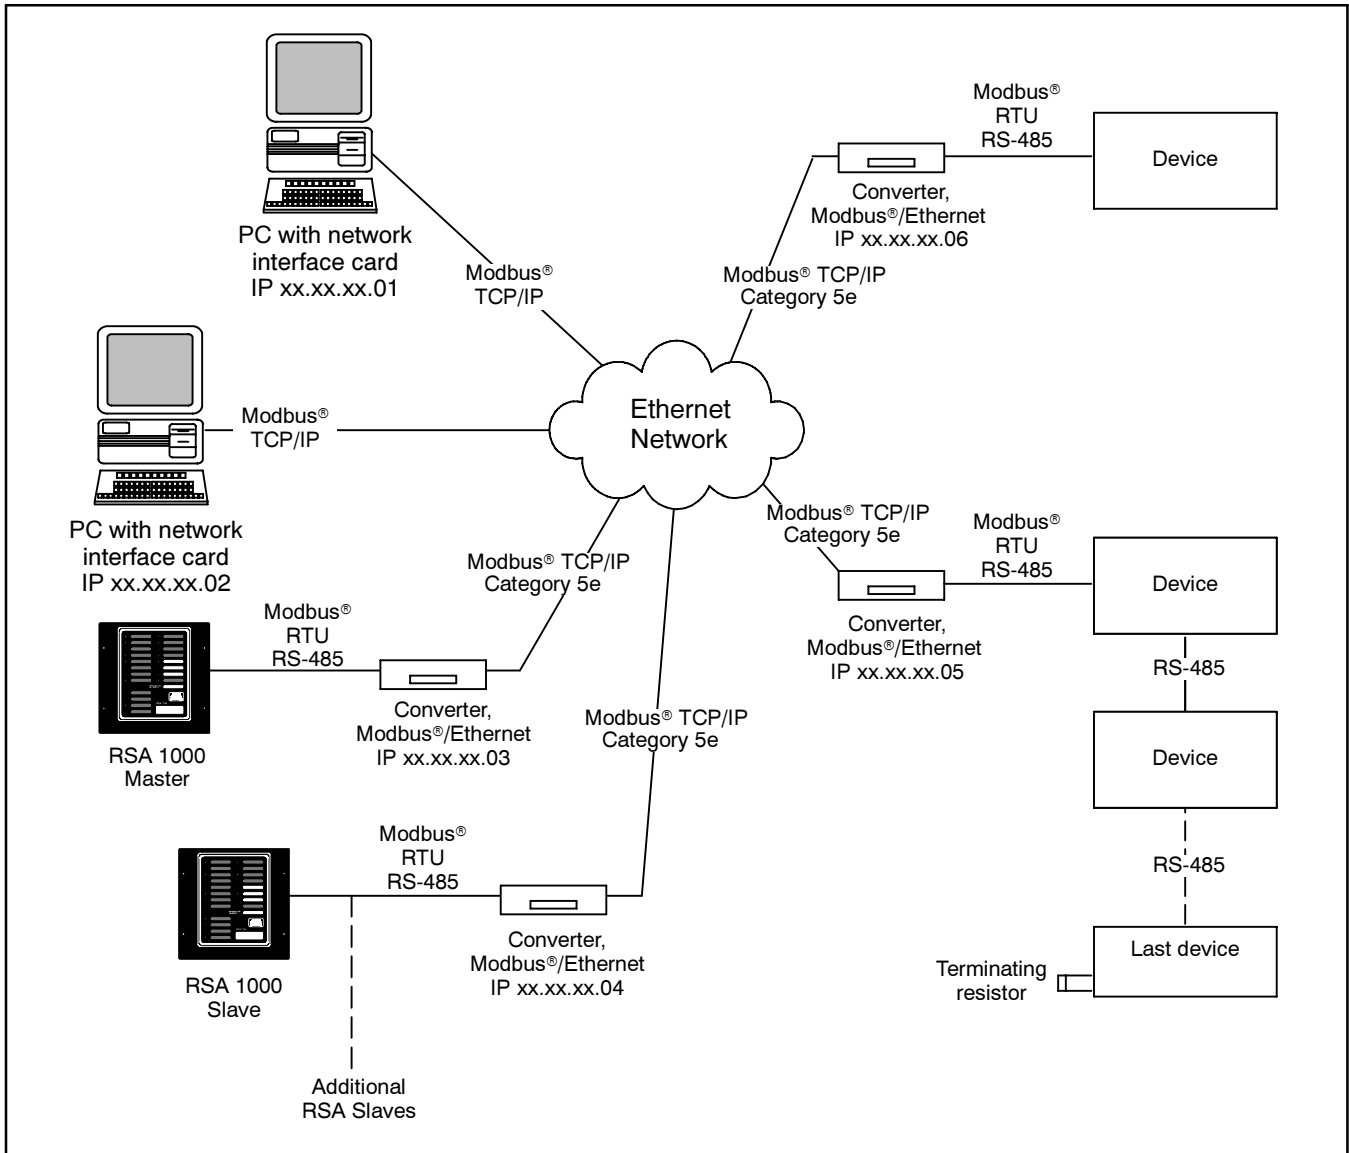 Modbus®
RTU
RS-485
Device
Converter,
Modbus®/Ethernet
IP xx.xx.xx.06
PC with network
interface card
IP xx.xx.xx.01
Modbus®
TCP/IP
Modbus® TCP/IP
Category 5e
Ethernet
Network
Modbus®
TCP/IP
PC with network
interface card
IP xx.xx.xx.02
Modbus® TCP/IP
Category 5e
Modbus®
RTU
RS-485
Device
Converter,
Modbus®/Ethernet
IP xx.xx.xx.05
RS-485
Device
RS-485
Last device
Terminating
resistor
Modbus® TCP/IP
Category 5e
Modbus®
RTU
RS-485
Converter,
Modbus®/Ethernet
IP xx.xx.xx.03
RSA 1000
Master
Modbus® TCP/IP
Category 5e
Modbus®
RTU
RS-485
Converter,
Modbus®/Ethernet
IP xx.xx.xx.04
RSA 1000
Slave
Additional
RSA Slaves